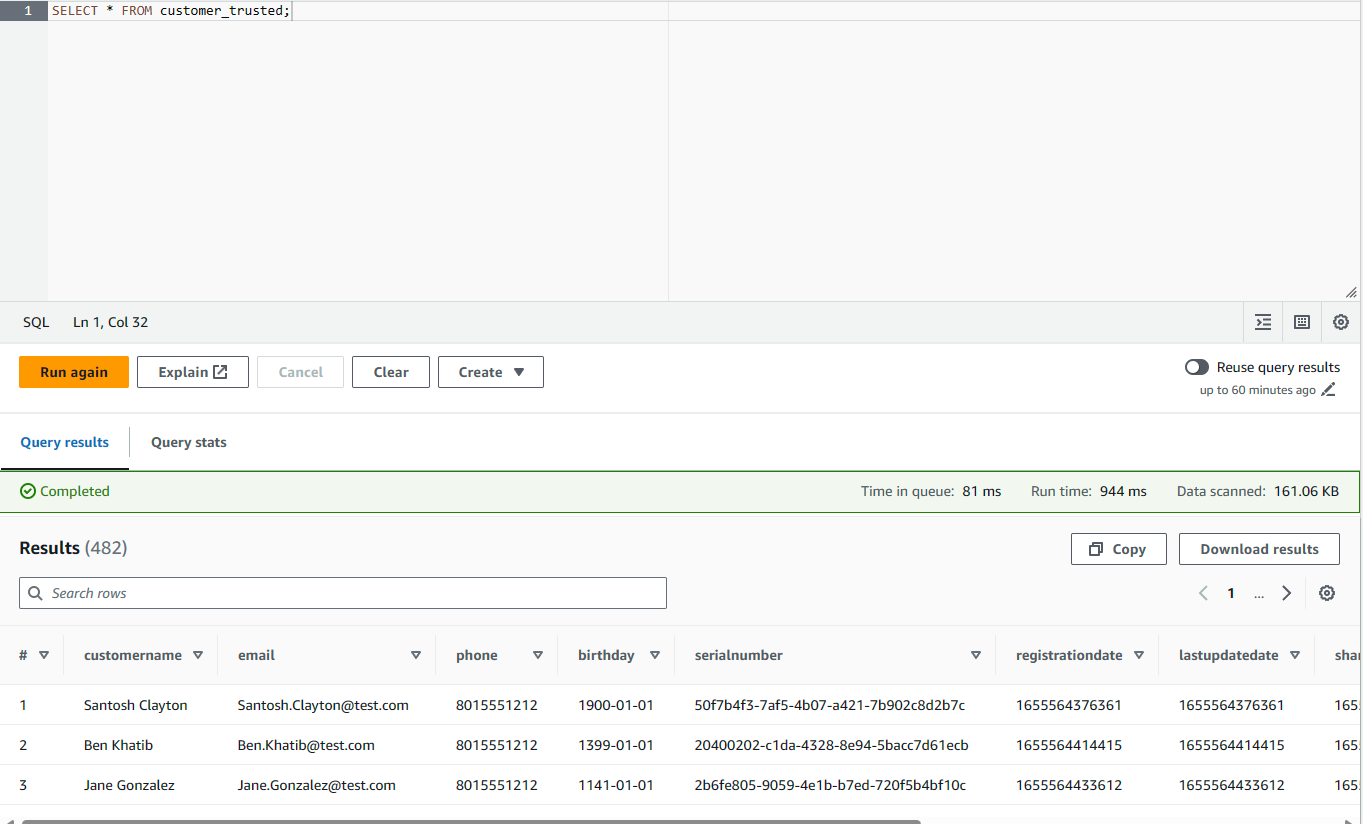 1 SELECT * FROM customer_trusted;
SQL Ln 1, Col 32
Run again Explain Cancel Clear Create Reuse query results
up to 60 minutes ago
Query results Query stats
Completed Time in queue: 81 ms Run time: 944 ms Data scanned: 161.06 KB
Results (482) Copy Download results
Search rows 1 ...
# customername email phone birthday serialnumber registrationdate lastupdatedate
1 Santosh Clayton Santosh.Clayton@test.com 8015551212 1900-01-01 50f7b4f3-7af5-4b07-a421-7b902c8d2b7c 1655564376361 1655564376361 165
2 Ben Khatib Ben.Khatib@test.com 8015551212 1399-01-01 20400202-c1da-4328-8e94-5bacc7d61ecb 1655564414415 1655564414415 165
3 Jane Gonzalez Jane.Gonzalez@test.com 8015551212 1141-01-01 2b6fe805-9059-4e1b-b7ed-720f5b4bf10c 1655564433612 1655564433612 165